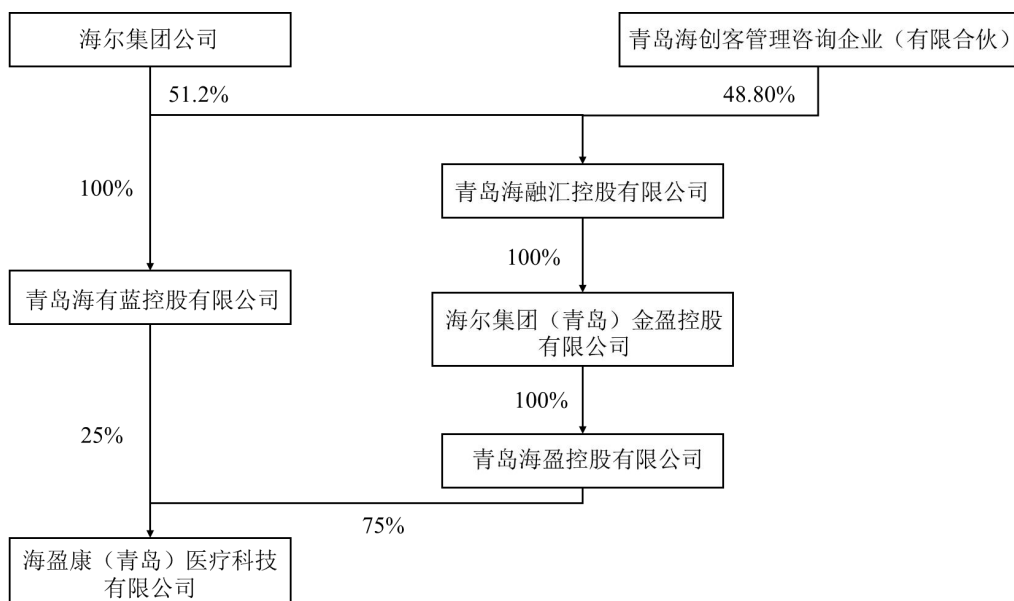 海尔集团公司
青岛海创客管理咨询企业（有限合伙）
51.2%
48.80%
100%
青岛海融汇控股有限公司
100%
青岛海有蓝控股有限公司
海尔集团（青岛）金盈控股
有限公司
100%
25%
青岛海盈控股有限公司
75%
海盈康（青岛）医疗科技
有限公司